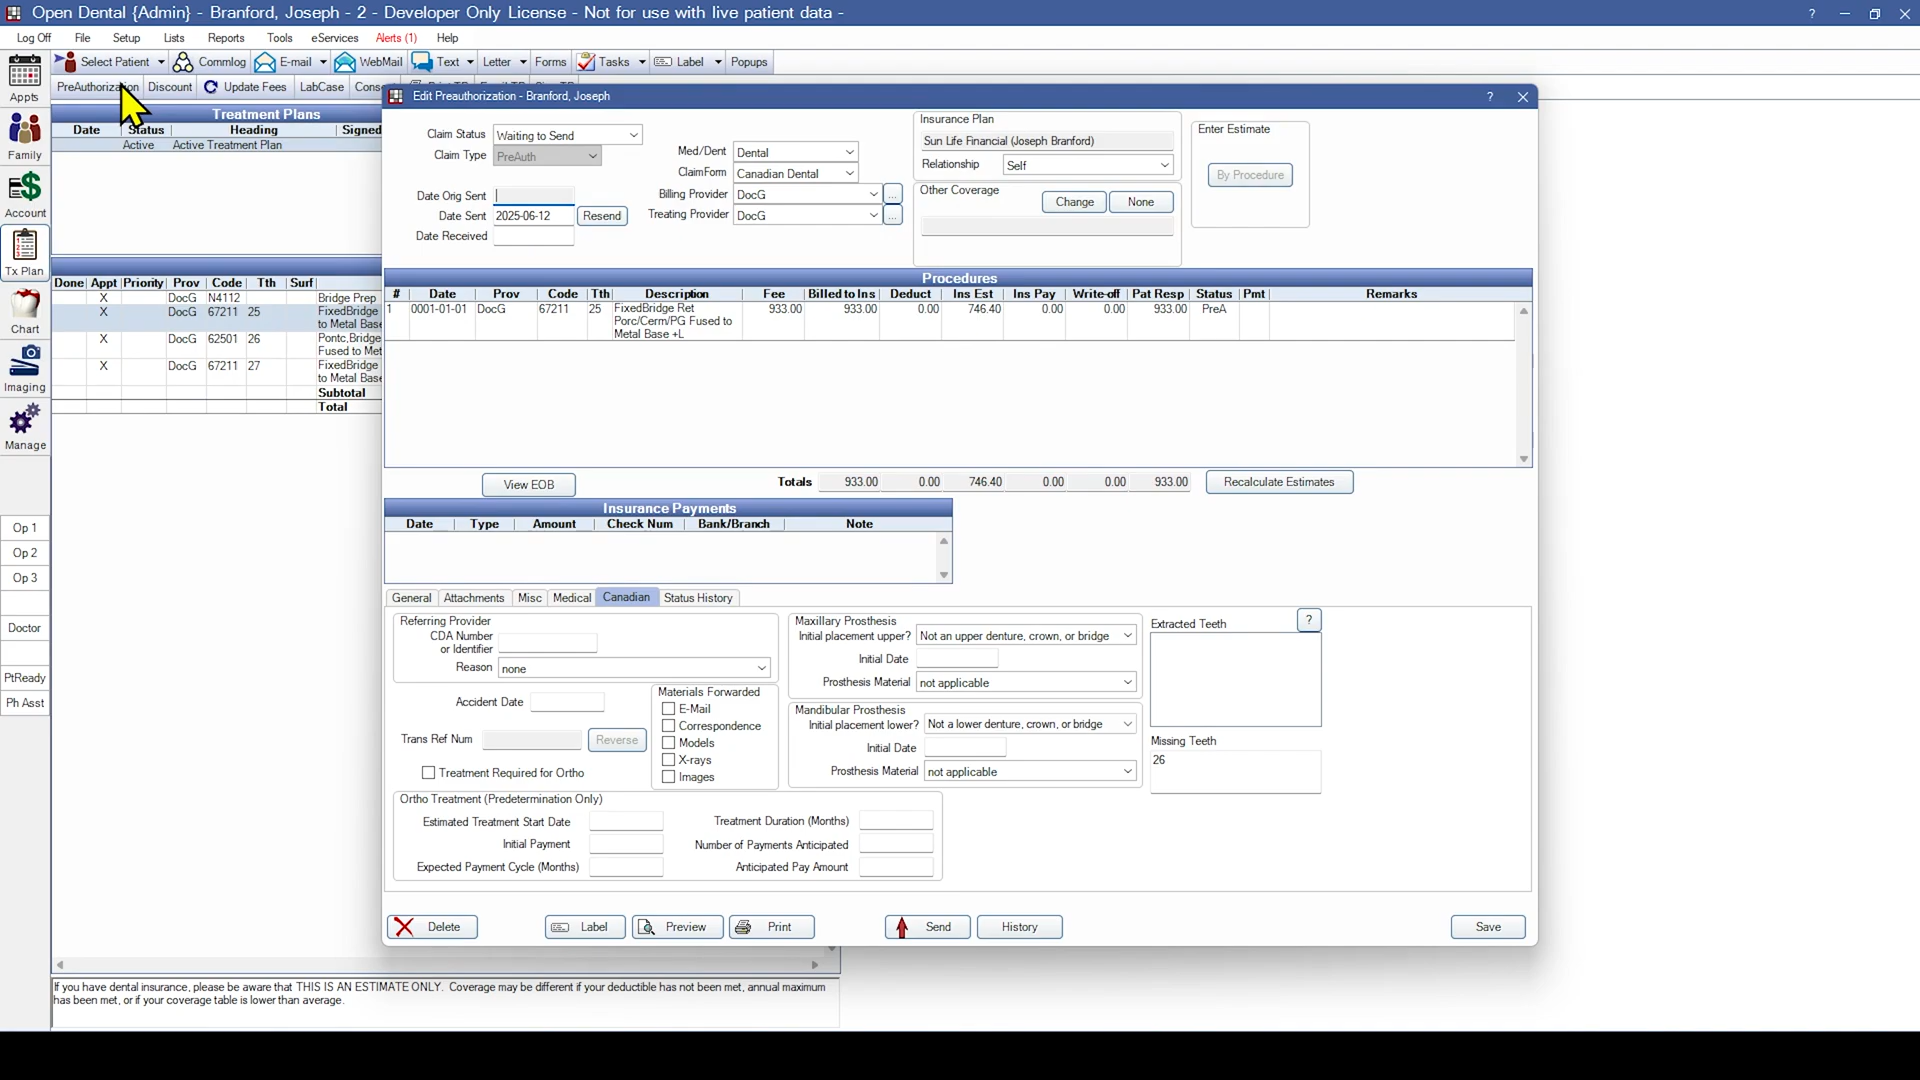 Open Dental {Admin} - Branford, Joseph - 2 - Developer Only License - Not for use with live patient data -
Log Off File Setup Lists Reports Tools eServices Alerts (1) Help
Select Patient Commlog E-mail WebMail Text Letter Forms Tasks Label Popups
PreAuthorization Discount Update Fees LabCase
Appts
Family
Account
Tx Plan
Chart
Imaging
Manage
Op 1
Op 2
Op 3
Doctor
PtReady
Ph Asst
Treatment Plans
Date Status Heading Signed
Active Active Treatment Plan
Done Appt Priority Prov Code Tth Surf
X DocG N4112 Bridge Prep
X DocG 67211 25 FixedBridge
to Metal Base
X DocG 62501 26 Pontc,Bridge
Fused to Met
X DocG 67211 27 FixedBridge
to Metal Base
Subtotal
Total
If you have dental insurance, please be aware that THIS IS AN ESTIMATE ONLY. Coverage may be different if your deductible has not been met, annual maximum
has been met, or if your coverage table is lower than average.
Edit Preauthorization - Branford, Joseph
Claim Status Waiting to Send
Claim Type PreAuth
Date Orig Sent
Date Sent 2025-06-12 Resend
Date Received
Med/Dent Dental
ClaimForm Canadian Dental
Billing Provider DocG ...
Treating Provider DocG ...
Insurance Plan
Sun Life Financial (Joseph Branford)
Relationship Self
Other Coverage Change None
Enter Estimate
By Procedure
Procedures
# Date Prov Code Tth Description Fee Billed to Ins Deduct Ins Est Ins Pay Write-off Pat Resp Status Pmt Remarks
1 0001-01-01 DocG 67211 25 FixedBridge Ret 933.00 933.00 0.00 746.40 0.00 0.00 933.00 PreA
Porc/Cerm/PG Fused to
Metal Base +L
View EOB Totals 933.00 0.00 746.40 0.00 0.00 933.00 Recalculate Estimates
Insurance Payments
Date Type Amount Check Num Bank/Branch Note
General Attachments Misc Medical Canadian Status History
Referring Provider
CDA Number
or Identifier
Reason none
Accident Date
Trans Ref Num Reverse
Treatment Required for Ortho
Materials Forwarded
E-Mail
Correspondence
Models
X-rays
Images
Maxillary Prosthesis
Initial placement upper? Not an upper denture, crown, or bridge
Initial Date
Prosthesis Material not applicable
Mandibular Prosthesis
Initial placement lower? Not a lower denture, crown, or bridge
Initial Date
Prosthesis Material not applicable
Extracted Teeth ?
Missing Teeth
26
Ortho Treatment (Predetermination Only)
Estimated Treatment Start Date Treatment Duration (Months)
Initial Payment Number of Payments Anticipated
Expected Payment Cycle (Months) Anticipated Pay Amount
Delete Label Preview Print Send History Save